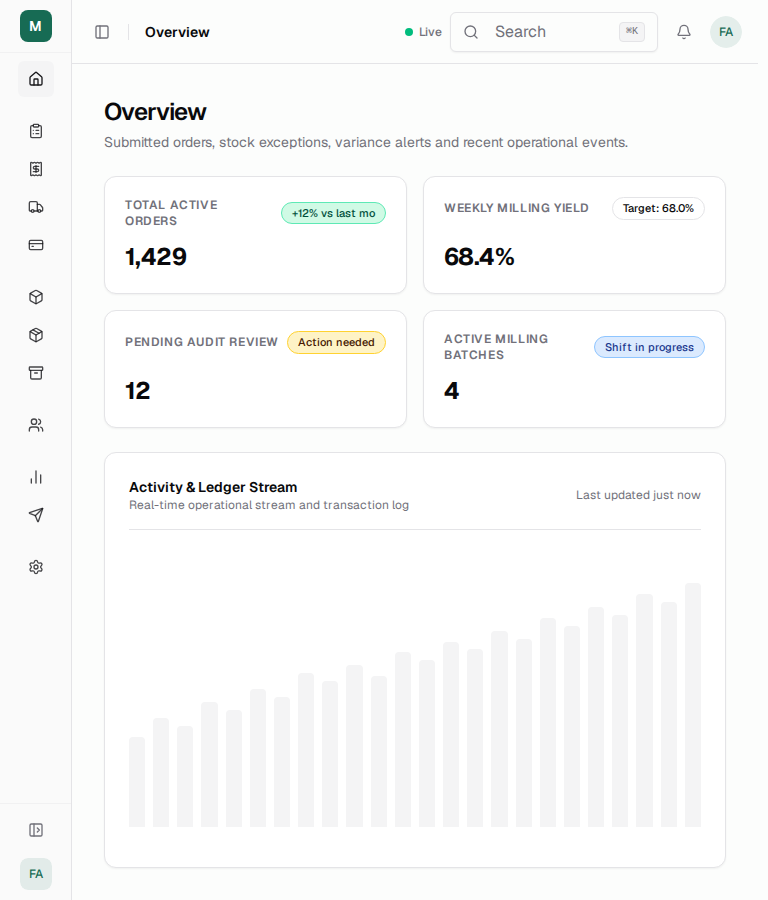 M
Overview
Live
Search
⌘K
FA
Overview
Submitted orders, stock exceptions, variance alerts and recent operational events.
TOTAL ACTIVE
ORDERS
+12% vs last mo
1,429
WEEKLY MILLING YIELD
Target: 68.0%
68.4%
PENDING AUDIT REVIEW
Action needed
12
ACTIVE MILLING
BATCHES
Shift in progress
4
Activity & Ledger Stream
Real-time operational stream and transaction log
Last updated just now
FA